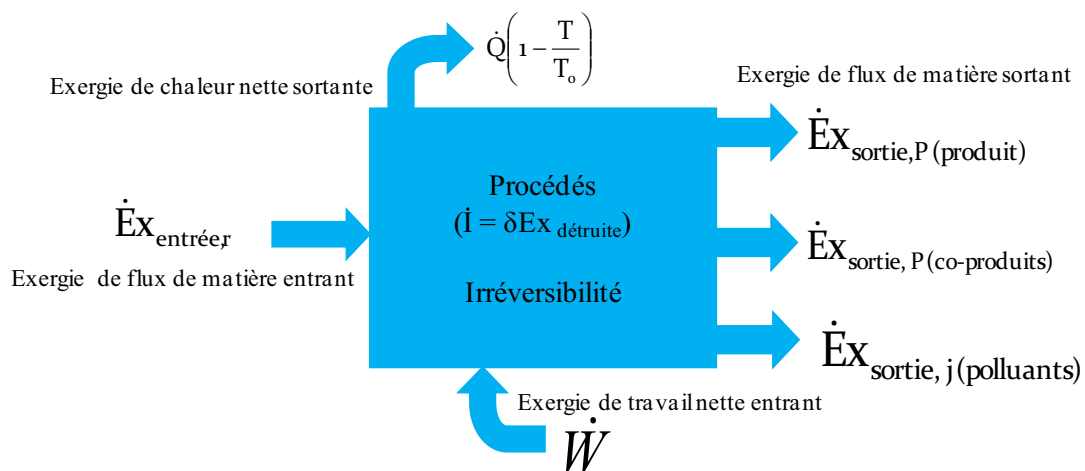 Q̇(1 − T/T₀)
Exergie de chaleur nette sortante
Exergie de flux de matière sortant
Ėx sortie,P (produit)
Procédés
(İ = δEx détruite)
Ėx entrée,r
Exergie de flux de matière entrant
Ėx sortie, P (co-produits)
Irréversibilité
Ėx sortie, j (polluants)
Exergie de travail nette entrant
Ẇ